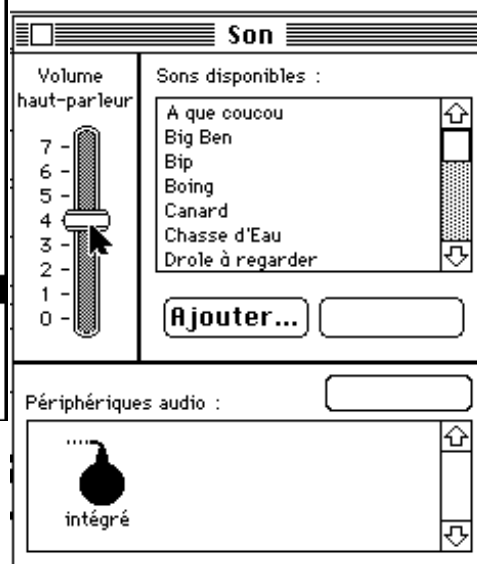 Son
Volume
haut-parleur
7
6
5
4
3
2
1
0
Sons disponibles :
A que coucou
Big Ben
Bip
Boing
Canard
Chasse d'Eau
Drole à regarder
Ajouter...
Périphériques audio :
intégré